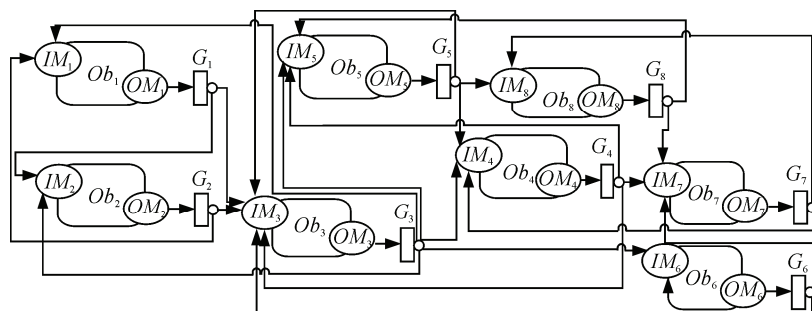 IM₁ Ob₁ OM₁ G₁
IM₅ Ob₅ OM₅ G₅
IM₈ Ob₈ OM₈ G₈
IM₂ Ob₂ OM₂ G₂
IM₄ Ob₄ OM₄ G₄
IM₇ Ob₇ OM₇ G₇
IM₃ Ob₃ OM₃ G₃
IM₆ Ob₆ OM₆ G₆